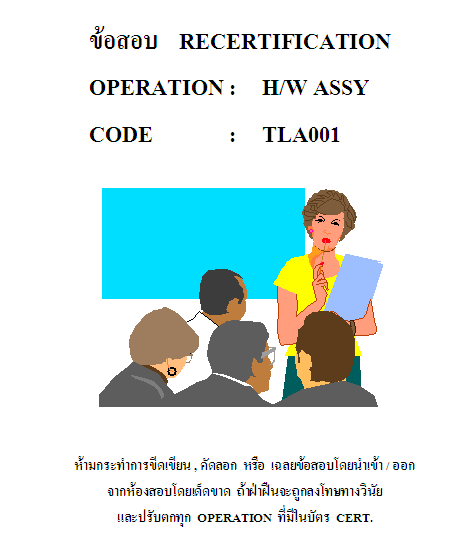 ข้อสอบ RECERTIFICATION
OPERATION : H/W ASSY
CODE : TLA001
ห้ามกระทำการขีดเขียน , คัดลอก หรือ เฉลยข้อสอบโดยนำเข้า / ออก
จากห้องสอบโดยเด็ดขาด ถ้าฝ่าฝืนจะถูกลงโทษทางวินัย
และปรับตกทุก OPERATION ที่มีในบัตร CERT.